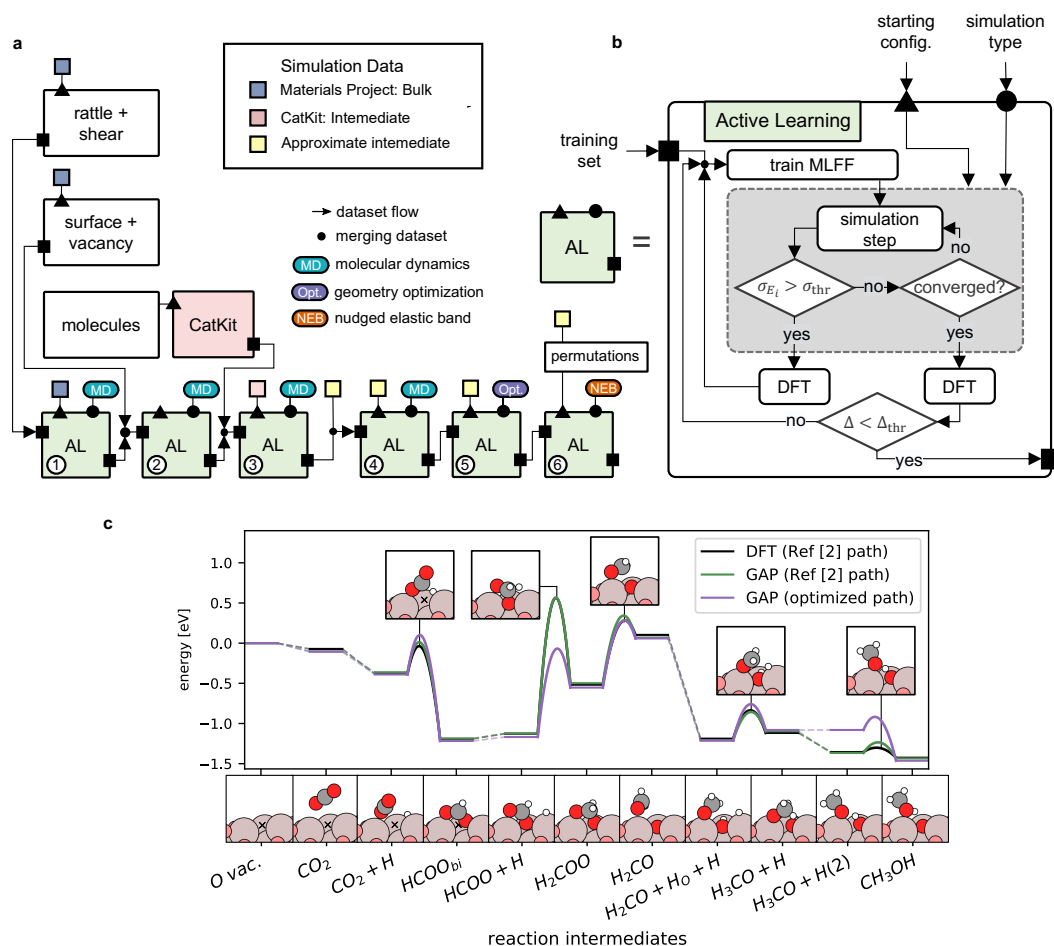 a
rattle +
shear
surface +
vacancy
molecules
CatKit
Simulation Data
Materials Project: Bulk
CatKit: Intemediate
Approximate intemediate
dataset flow
merging dataset
MD molecular dynamics
Opt. geometry optimization
NEB nudged elastic band
AL
=
permutations
MD
MD
MD
MD
Opt.
NEB
AL
AL
AL
AL
AL
AL
1
2
3
4
5
6
b
starting
config.
simulation
type
Active Learning
training
set
train MLFF
simulation
step
no
σ_{E_i} > σ_thr
no
converged?
yes
yes
DFT
DFT
no
Δ < Δ_thr
yes
c
DFT (Ref [2] path)
GAP (Ref [2] path)
GAP (optimized path)
energy [eV]
1.0
0.5
0.0
−0.5
−1.0
−1.5
O vac.
CO₂
CO₂ + H
HCOO_bi
HCOO + H
H₂COO
H₂CO
H₂CO + H_O + H
H₃CO + H
H₃CO + H(2)
CH₃OH
reaction intermediates